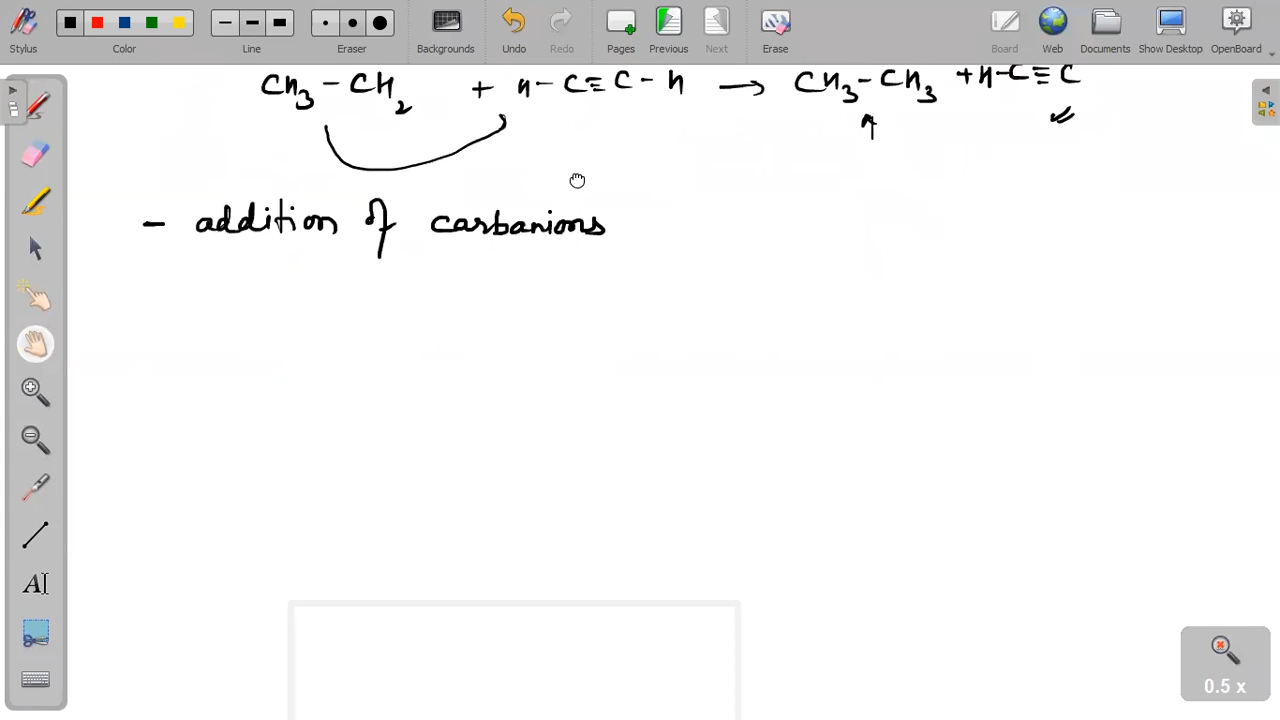 Stylus
Color
Line
Eraser
Backgrounds
Undo
Redo
Pages
Previous
Next
Erase
Board
Web
Documents
Show Desktop
OpenBoard
CH₃ - CH₂ + H - C ≡ C - H → CH₃ - CH₃ + H - C ≡ C
- addition of carbanions
0.5 x